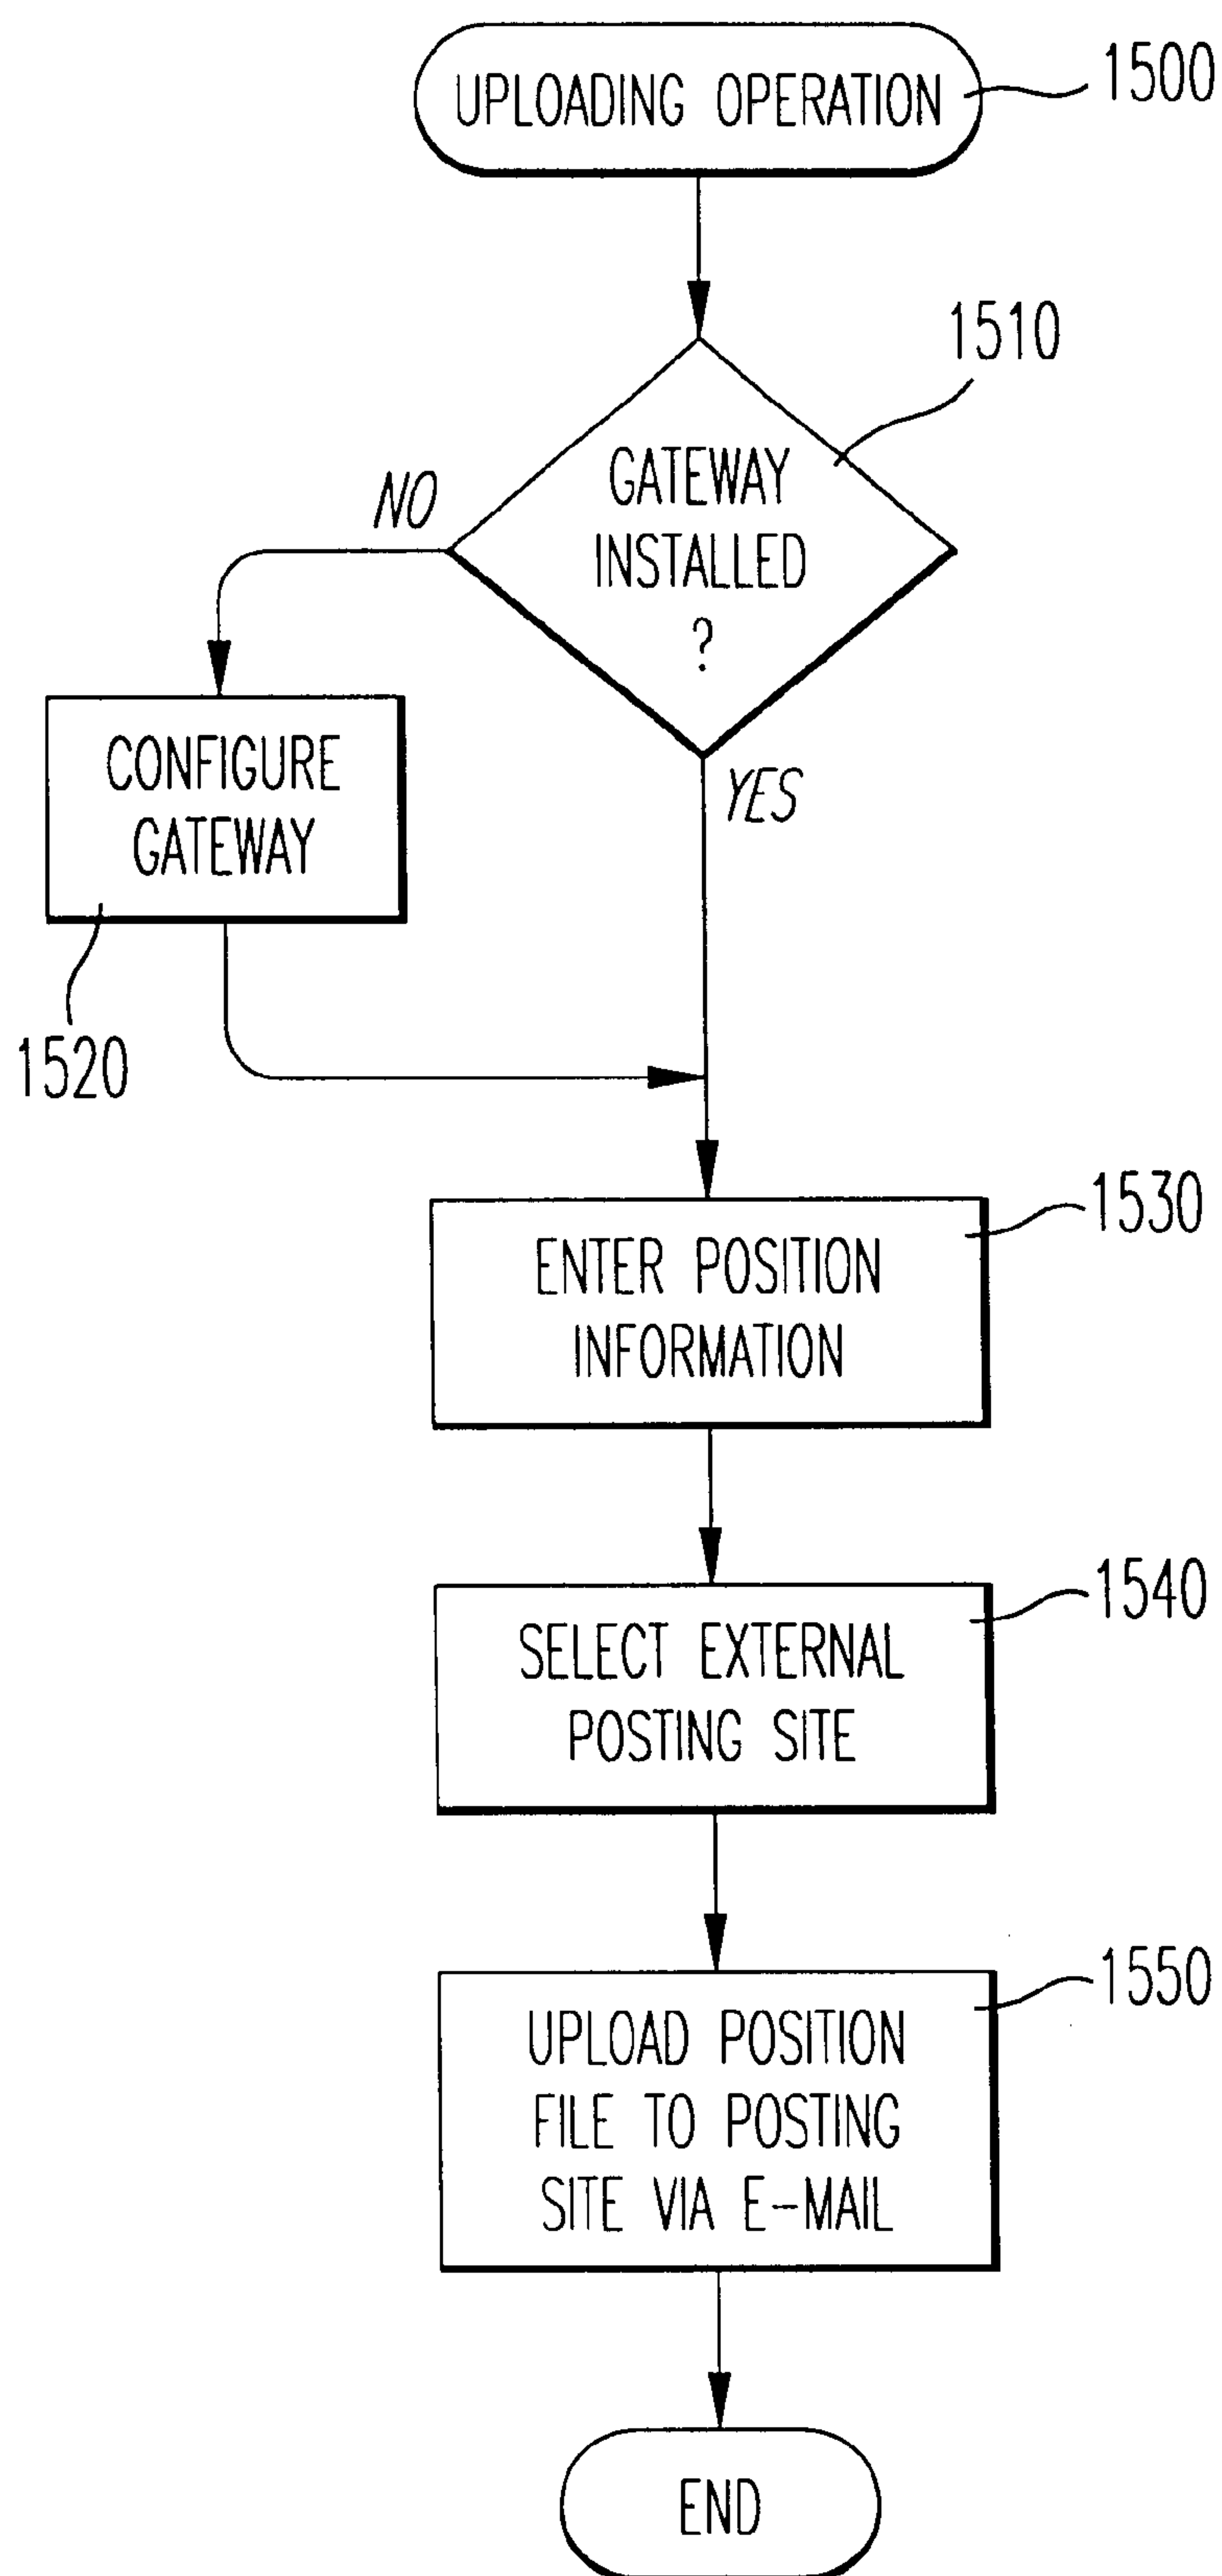 UPLOADING OPERATION
1500
1510
GATEWAY
INSTALLED
?
NO
YES
CONFIGURE
GATEWAY
1520
1530
ENTER POSITION
INFORMATION
1540
SELECT EXTERNAL
POSTING SITE
1550
UPLOAD POSITION
FILE TO POSTING
SITE VIA E-MAIL
END